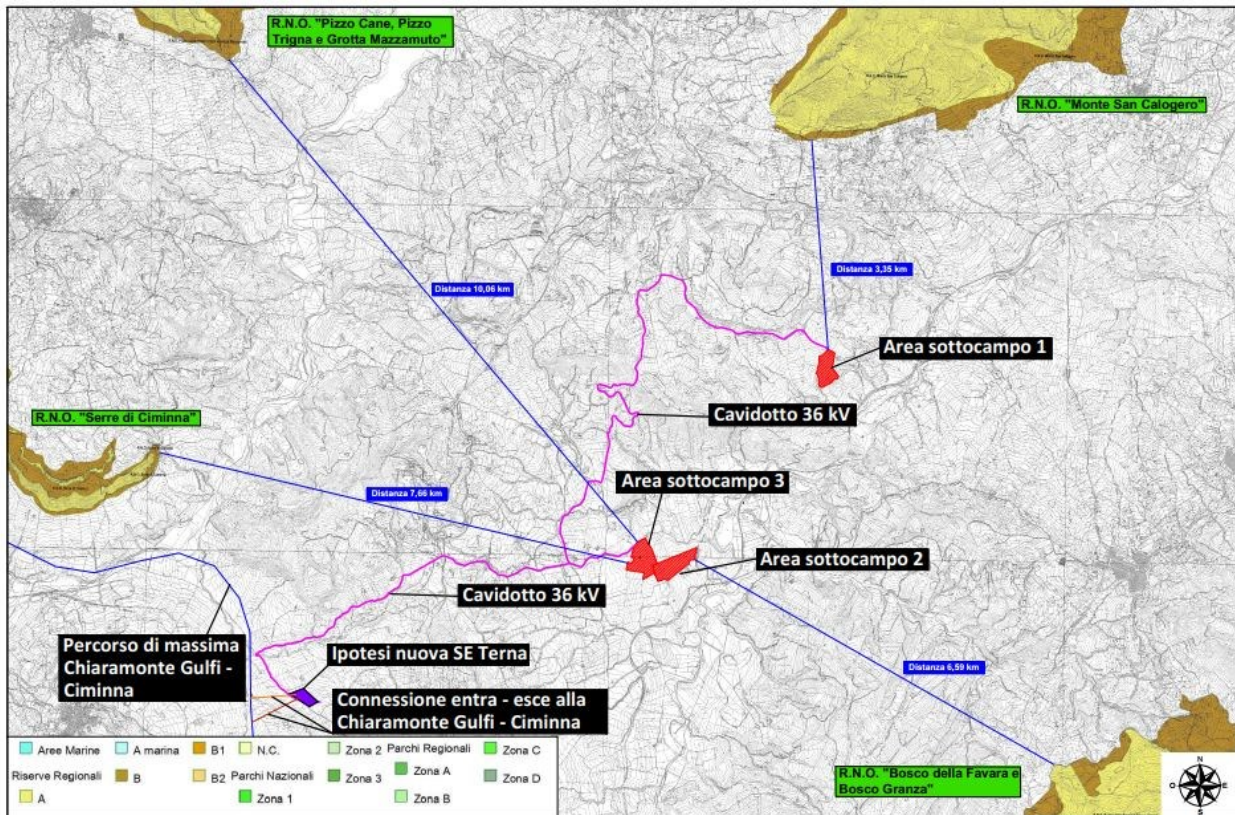 R.N.O. "Pizzo Cane, Pizzo
Trigna e Grotta Mazzamuto"
R.N.O. "Monte San Calogero"
Distanza 3,35 km
Distanza 10,06 km
Area sottocampo 1
R.N.O. "Serre di Ciminna"
Cavidotto 36 kV
Area sottocampo 3
Distanza 7,66 km
Area sottocampo 2
Cavidotto 36 kV
Percorso di massima
Chiaramonte Gulfi -
Ciminna
Ipotesi nuova SE Terna
Distanza 6,59 km
Connessione entra - esce alla
Chiaramonte Gulfi - Ciminna
Aree Marine A marina B1 N.C. Zona 2 Parchi Regionali Zona C
Riserve Regionali B B2 Parchi Nazionali Zona 3 Zona A Zona D
A Zona 1 Zona B
R.N.O. "Bosco della Favara e
Bosco Granza"
N
O E
S